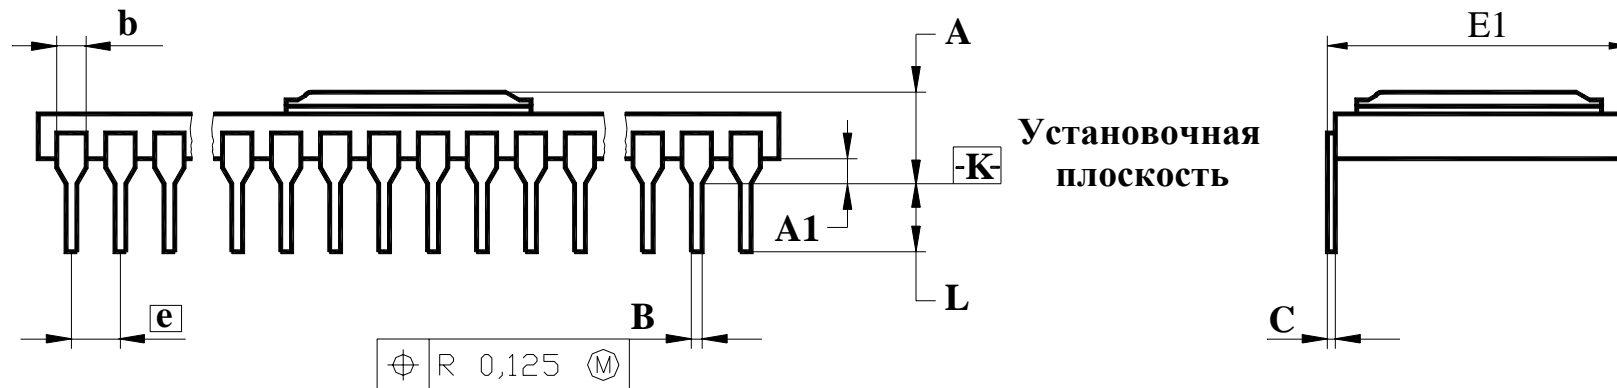 b
A
E1
Установочная
-K-
плоскость
A1
L
e
B
C
⌖ R 0,125 Ⓜ